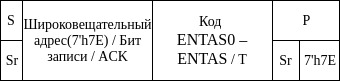 S
Sr
Широковещательный
адрес(7'h7E) / Бит
записи / ACK
Код
ENTAS0 –
ENTAS / T
P
Sr
7'h7E